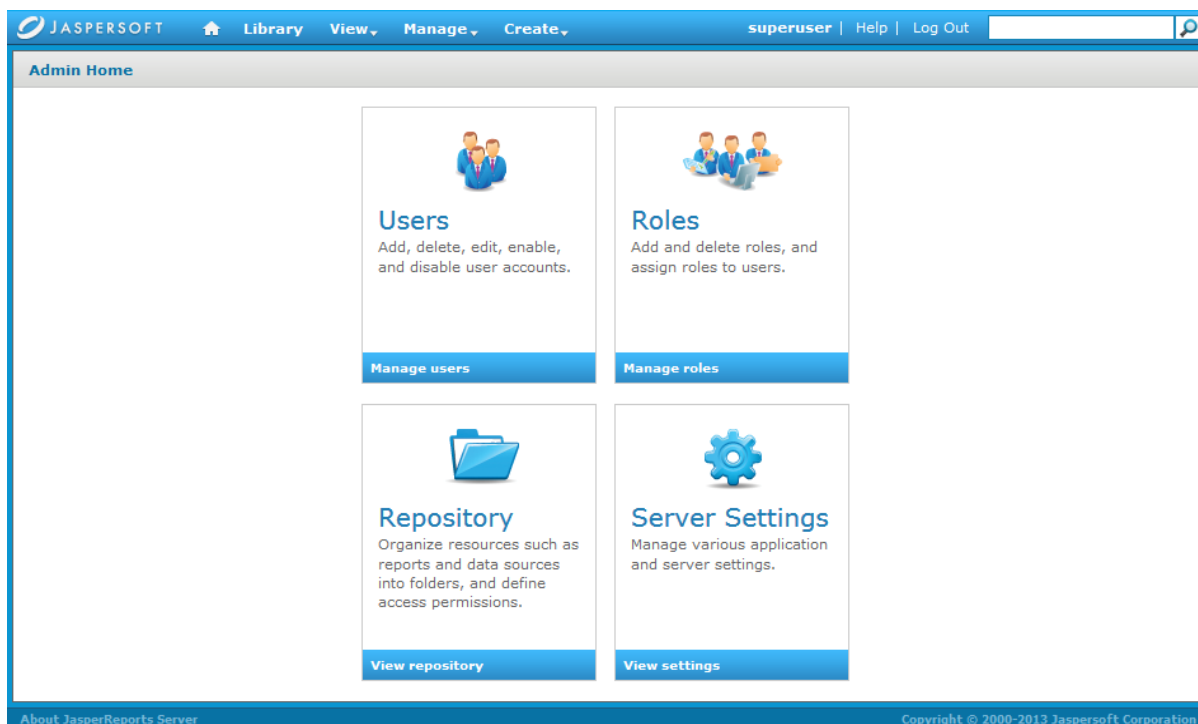 JASPERSOFT Library View Manage Create superuser | Help | Log Out
Admin Home
Users
Add, delete, edit, enable,
and disable user accounts.
Manage users
Roles
Add and delete roles, and
assign roles to users.
Manage roles
Repository
Organize resources such as
reports and data sources
into folders, and define
access permissions.
View repository
Server Settings
Manage various application
and server settings.
View settings
About JasperReports Server
Copyright © 2000-2013 Jaspersoft Corporation